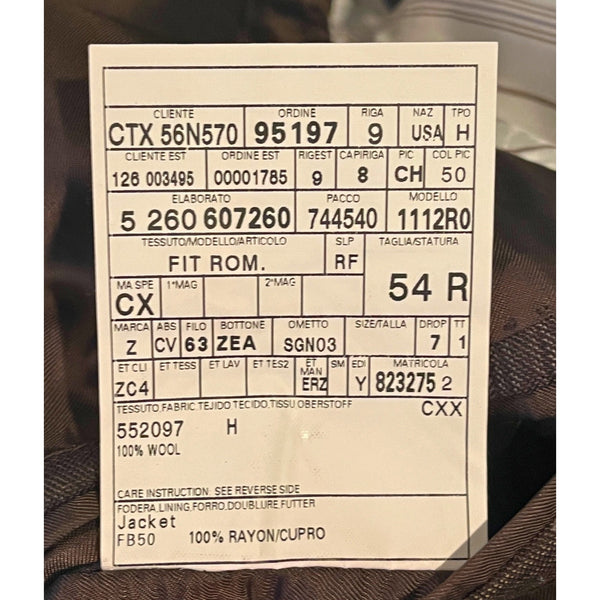 CLIENTE ORDINE RIGA NAZ TPO
CTX 56N570 95197 9 USA H
CLIENTE EST ORDINE EST RIGEST CAPIRIGA PIC COL PIC
126 003495 00001785 9 8 CH 50
ELABORATO PACCO MODELLO
5 260 607260 744540 1112R0
TESSUTO/MODELLO/ARTICOLO SLP TAGLIA/STATURA
FIT ROM. RF 54 R
MA SPE 1°MAG 2°MAG
CX
MARCA ABS FILO BOTTONE OMETTO SIZE/TALLA DROP TT
Z CV 63 ZEA SGN03 7 1
ET CLI ET TESS ET LAV ET TES2 ET MAN SM EDI MATRICOLA
ZC4 ERZ Y 823275 2
TESSUTO,FABRIC,TEJIDO,TECIDO,TISSU,OBERSTOFF CXX
552097 H
100% WOOL
CARE INSTRUCTION: SEE REVERSE SIDE
FODERA,LINING,FORRO,DOUBLURE,FUTTER
Jacket
FB50 100% RAYON/CUPRO